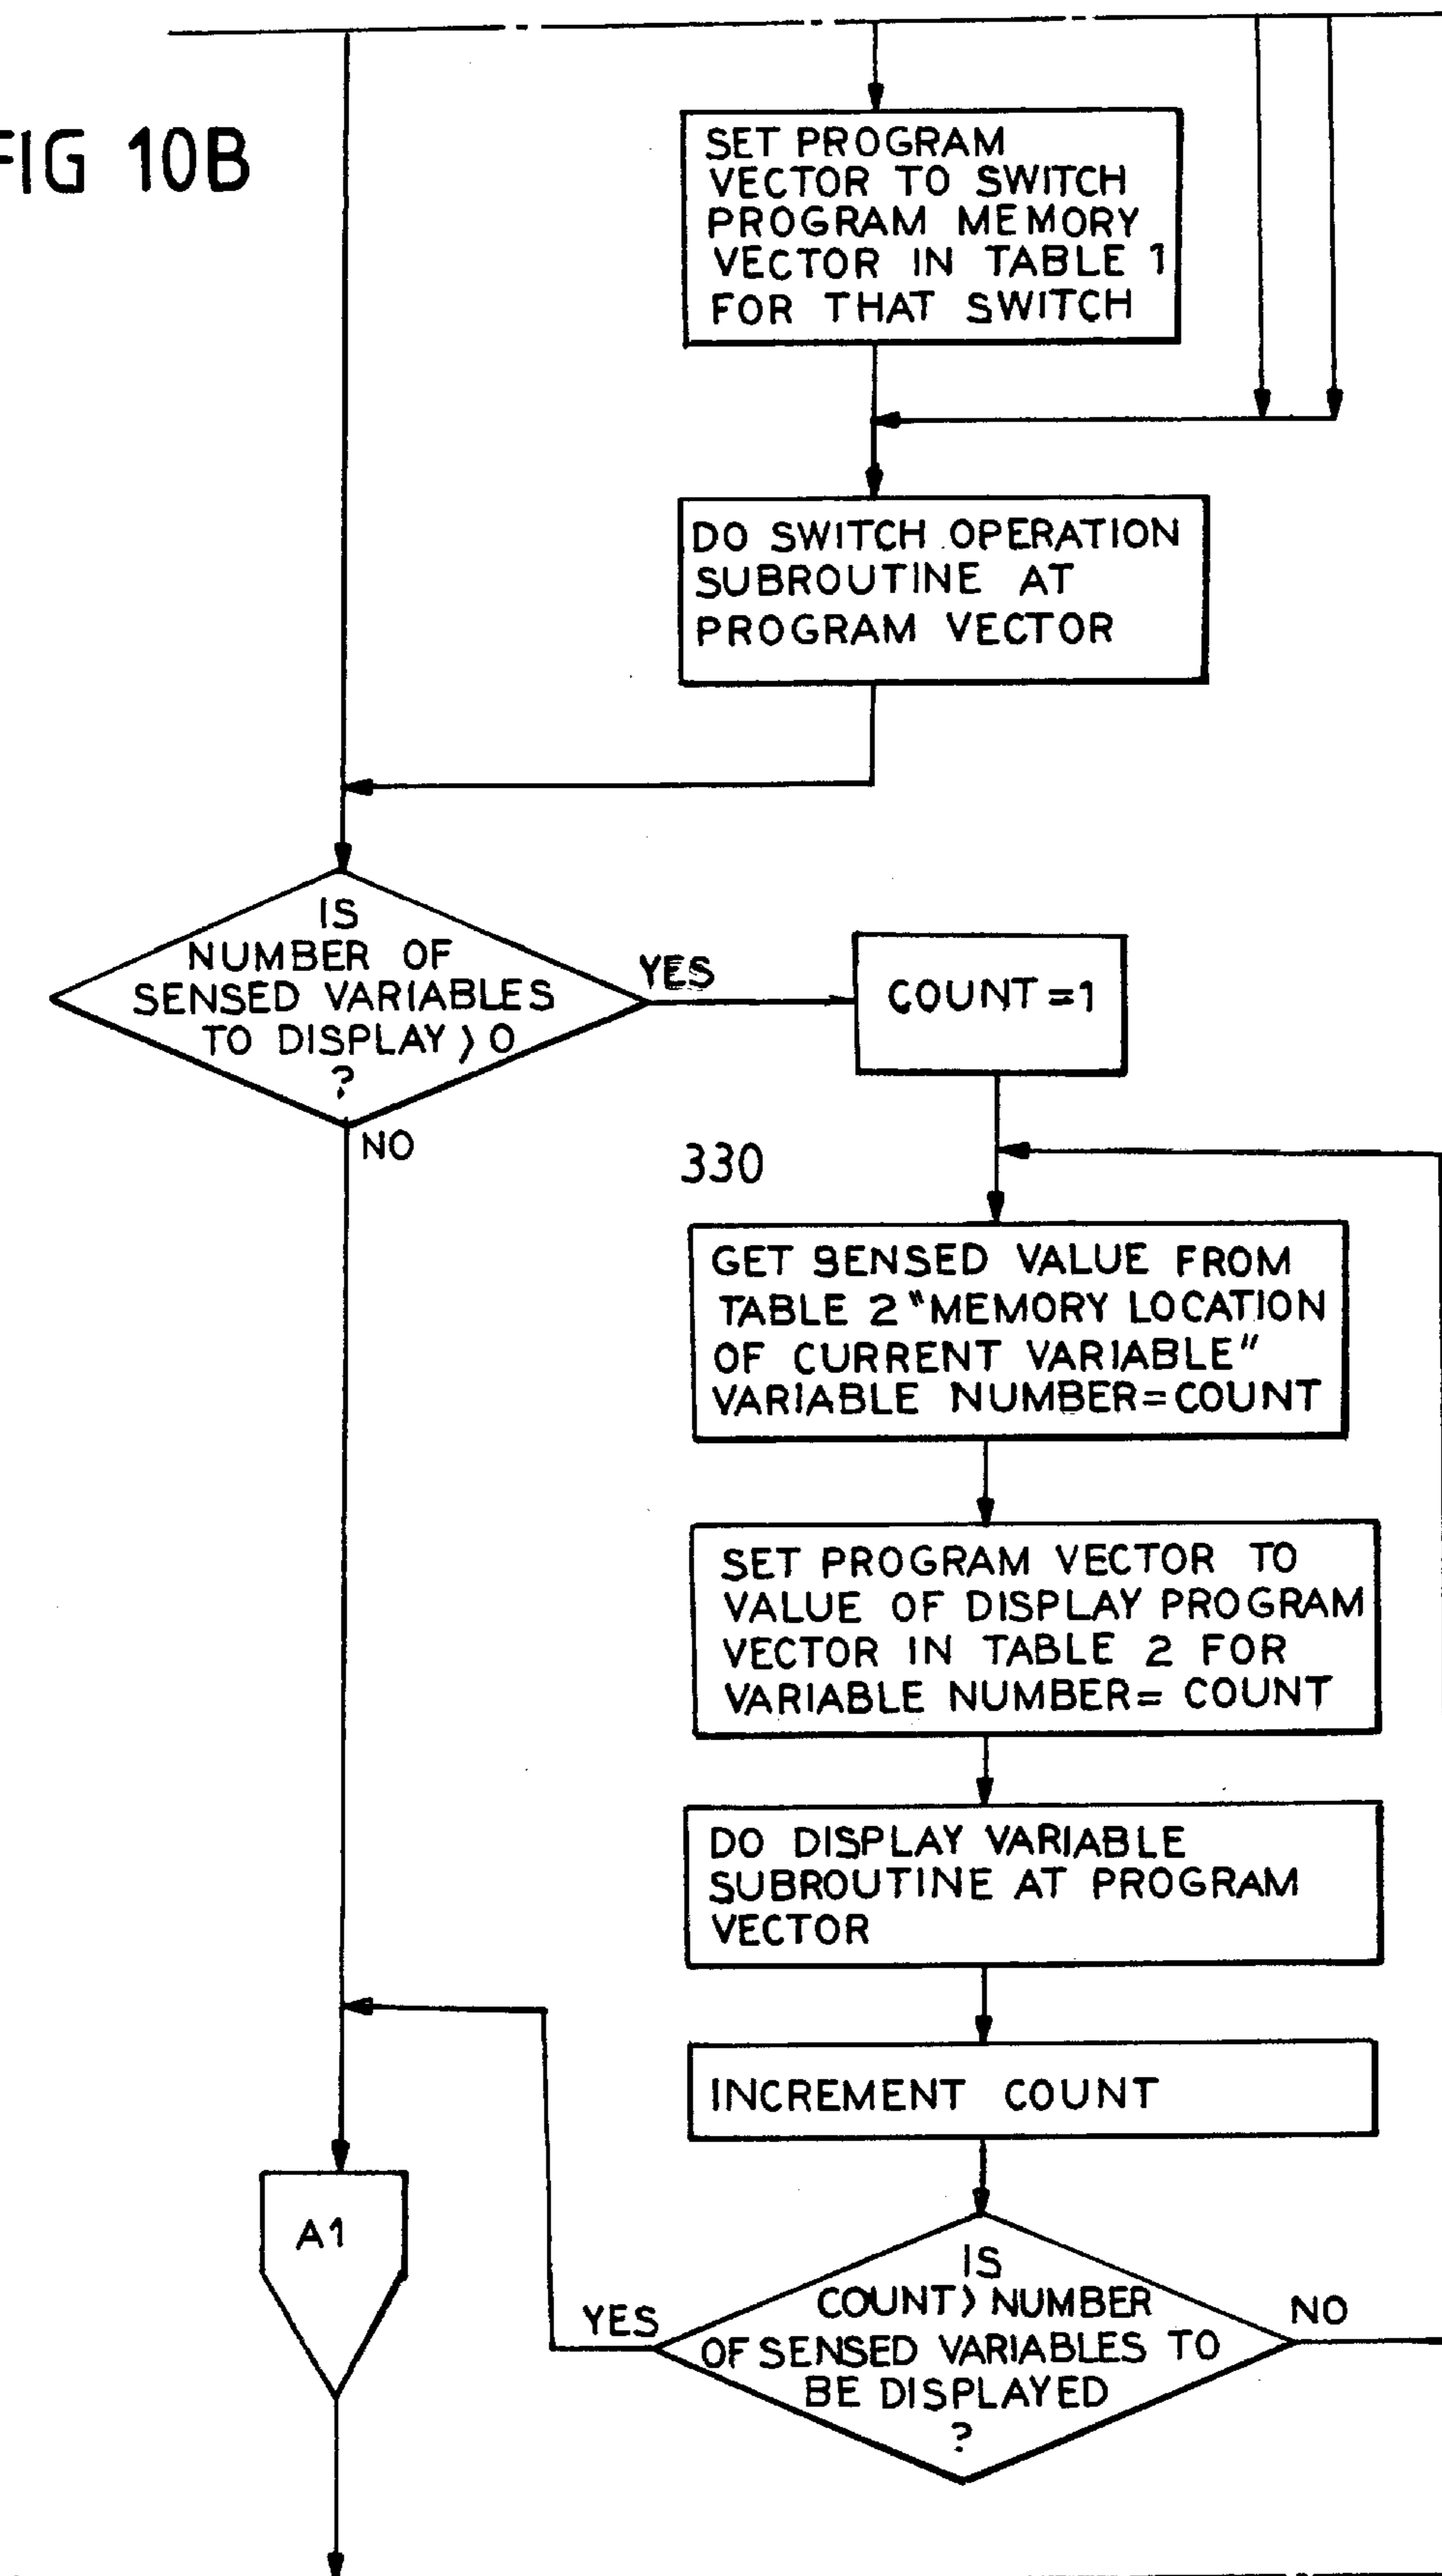 FIG 10B
SET PROGRAM
VECTOR TO SWITCH
PROGRAM MEMORY
VECTOR IN TABLE 1
FOR THAT SWITCH
DO SWITCH OPERATION
SUBROUTINE AT
PROGRAM VECTOR
IS
NUMBER OF
SENSED VARIABLES
TO DISPLAY > 0
?
YES
NO
COUNT = 1
330
GET SENSED VALUE FROM
TABLE 2 "MEMORY LOCATION
OF CURRENT VARIABLE"
VARIABLE NUMBER = COUNT
SET PROGRAM VECTOR TO
VALUE OF DISPLAY PROGRAM
VECTOR IN TABLE 2 FOR
VARIABLE NUMBER = COUNT
DO DISPLAY VARIABLE
SUBROUTINE AT PROGRAM
VECTOR
INCREMENT COUNT
A1
IS
COUNT > NUMBER
OF SENSED VARIABLES TO
BE DISPLAYED
?
YES
NO